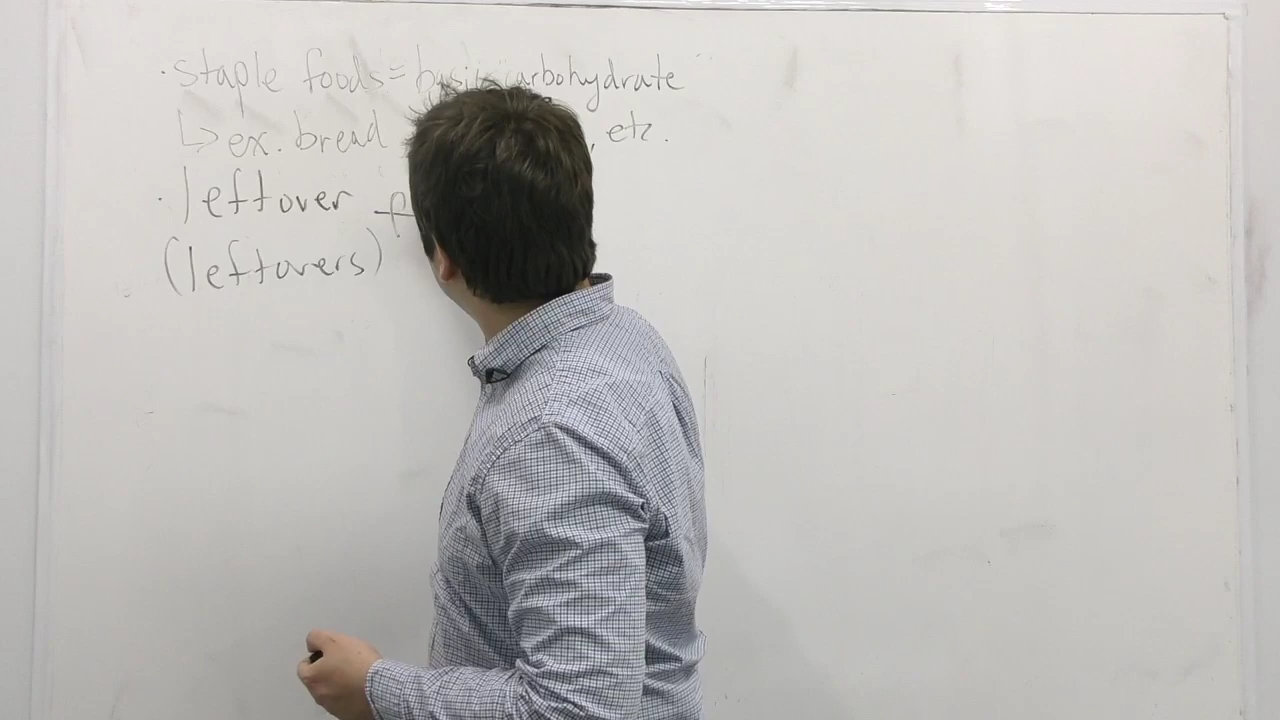 · staple foods = basic carbohydrate
↳ ex. bread , etc.
· leftover f
(leftovers)